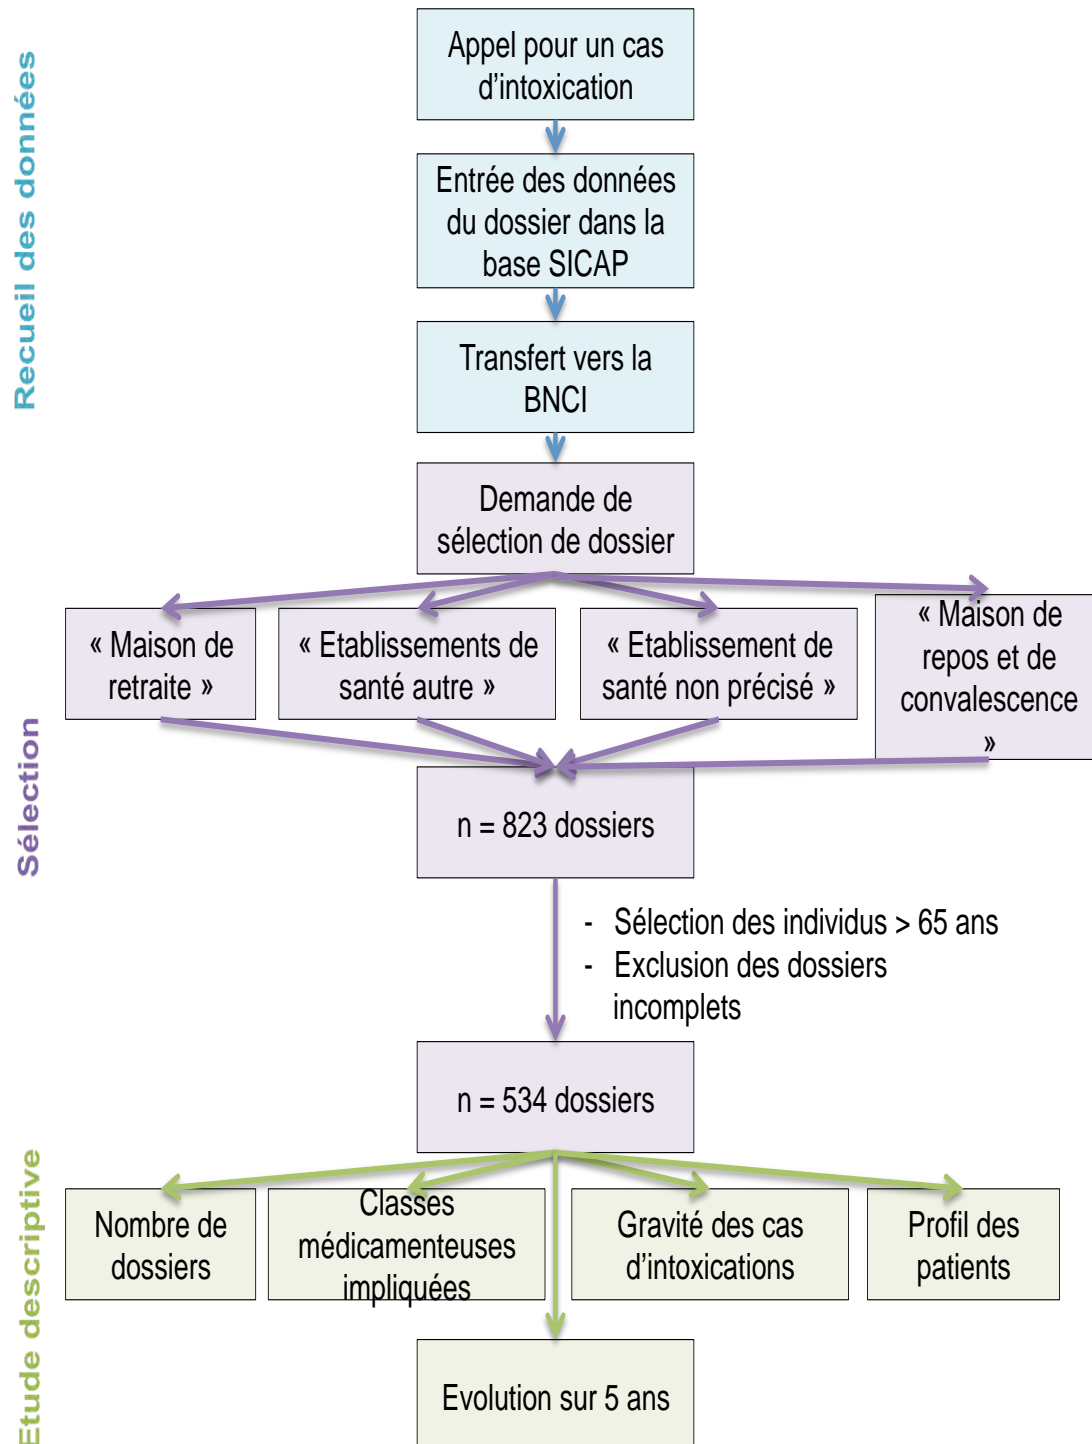 Recueil des données
Appel pour un cas
d'intoxication
Entrée des données
du dossier dans la
base SICAP
Transfert vers la
BNCI
Sélection
Demande de
sélection de dossier
« Maison de
retraite »
« Etablissements de
santé autre »
« Etablissement de
santé non précisé »
« Maison de
repos et de
convalescence
»
n = 823 dossiers
- Sélection des individus > 65 ans
- Exclusion des dossiers
incomplets
n = 534 dossiers
Etude descriptive
Nombre de
dossiers
Classes
médicamenteuses
impliquées
Gravité des cas
d'intoxications
Profil des
patients
Evolution sur 5 ans